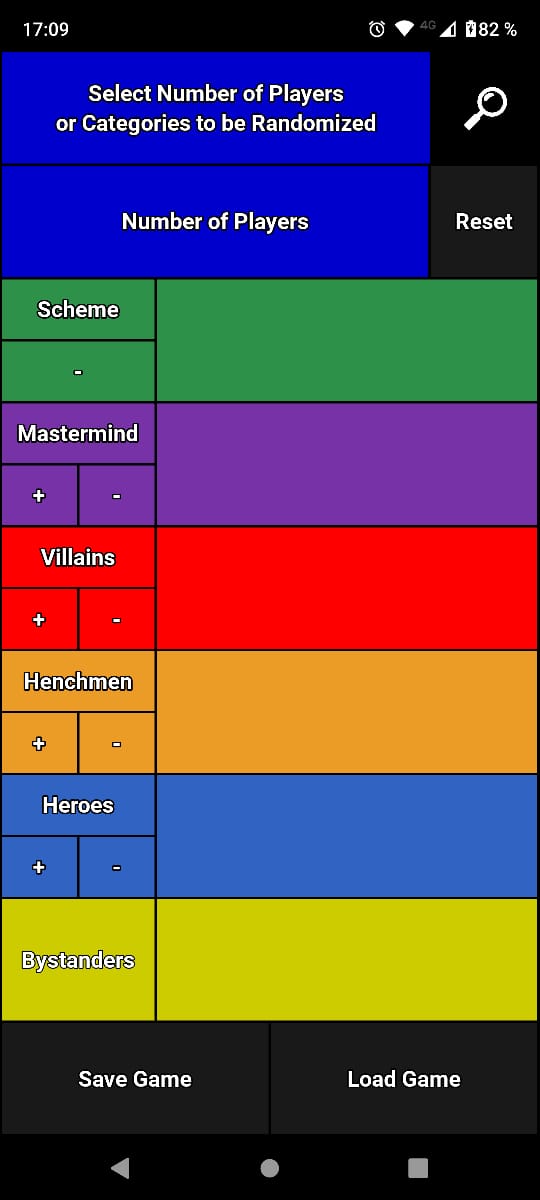 17:09
4G
82 %
Select Number of Players
or Categories to be Randomized
Number of Players
Reset
Scheme
-
Mastermind
+ -
Villains
+ -
Henchmen
+ -
Heroes
+ -
Bystanders
Save Game
Load Game